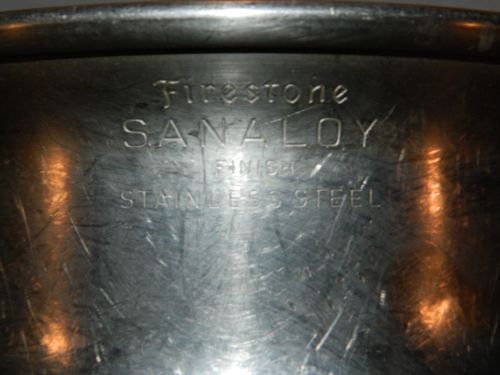 Firestone
SANALOY
FINISH
STAINLESS STEEL